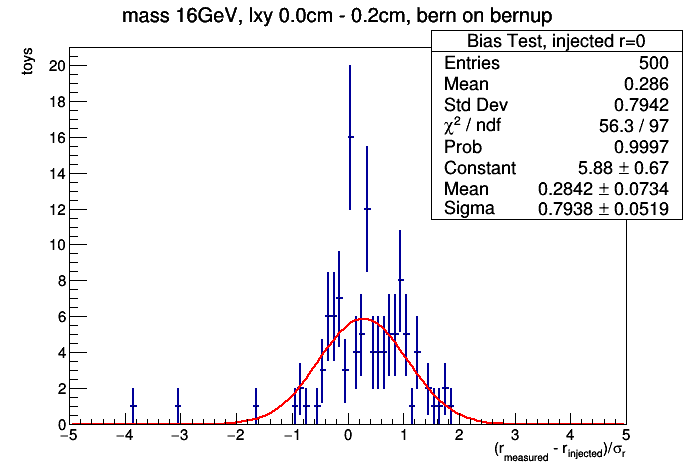 mass 16GeV, lxy 0.0cm - 0.2cm, bern on bernup
toys
Bias Test, injected r=0
Entries 500
Mean 0.286
Std Dev 0.7942
χ² / ndf 56.3 / 97
Prob 0.9997
Constant 5.88 ± 0.67
Mean 0.2842 ± 0.0734
Sigma 0.7938 ± 0.0519
20
18
16
14
12
10
8
6
4
2
0
−5 −4 −3 −2 −1 0 1 2 3 4 5
(r_measured - r_injected)/σ_r